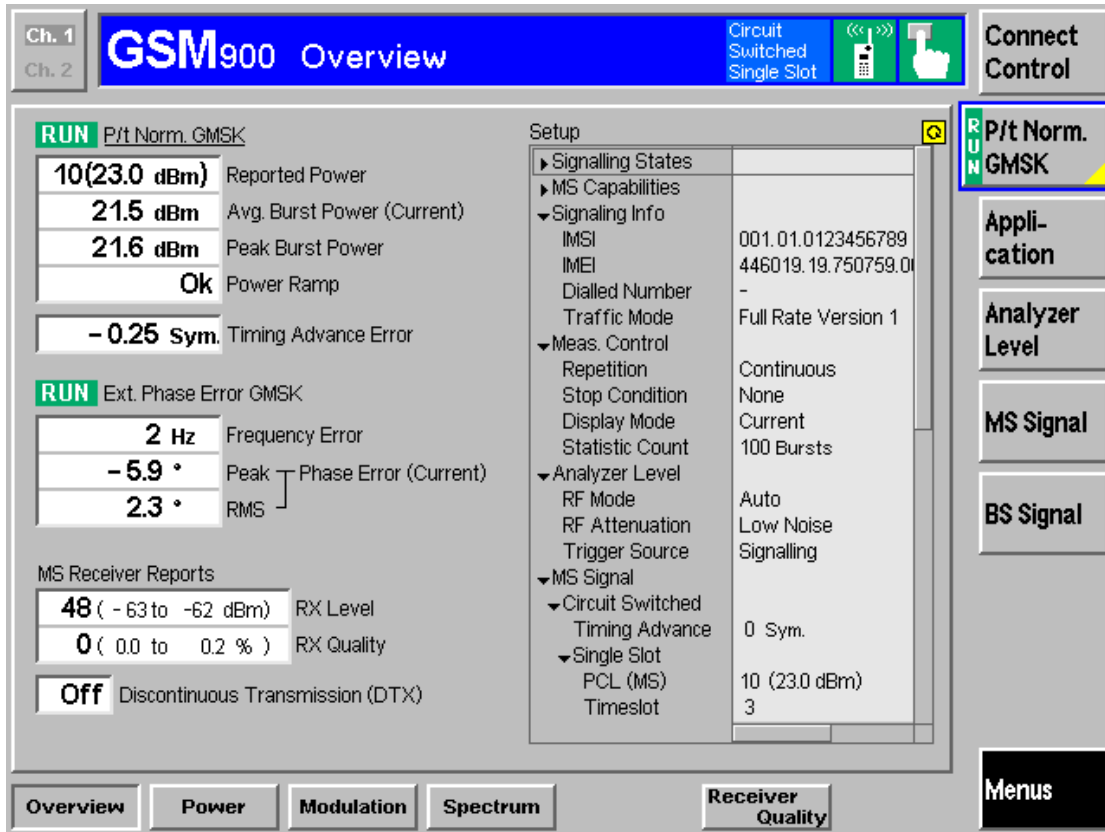 Ch. 1
Ch. 2
GSM900 Overview
Circuit
Switched
Single Slot
Connect
Control
RUN P/t Norm. GMSK
10(23.0 dBm) Reported Power
21.5 dBm Avg. Burst Power (Current)
21.6 dBm Peak Burst Power
Ok Power Ramp
-0.25 Sym. Timing Advance Error
RUN Ext. Phase Error GMSK
2 Hz Frequency Error
-5.9 ° Peak Phase Error (Current)
2.3 ° RMS
MS Receiver Reports
48 ( -63 to -62 dBm) RX Level
0 ( 0.0 to 0.2 % ) RX Quality
Off Discontinuous Transmission (DTX)
Setup
Signalling States
MS Capabilities
Signaling Info
IMSI 001.01.0123456789
IMEI 446019.19.750759.0
Dialled Number -
Traffic Mode Full Rate Version 1
Meas. Control
Repetition Continuous
Stop Condition None
Display Mode Current
Statistic Count 100 Bursts
Analyzer Level
RF Mode Auto
RF Attenuation Low Noise
Trigger Source Signalling
MS Signal
Circuit Switched
Timing Advance 0 Sym.
Single Slot
PCL (MS) 10 (23.0 dBm)
Timeslot 3
RUN P/t Norm.
GMSK
Appli-
cation
Analyzer
Level
MS Signal
BS Signal
Menus
Overview
Power
Modulation
Spectrum
Receiver
Quality